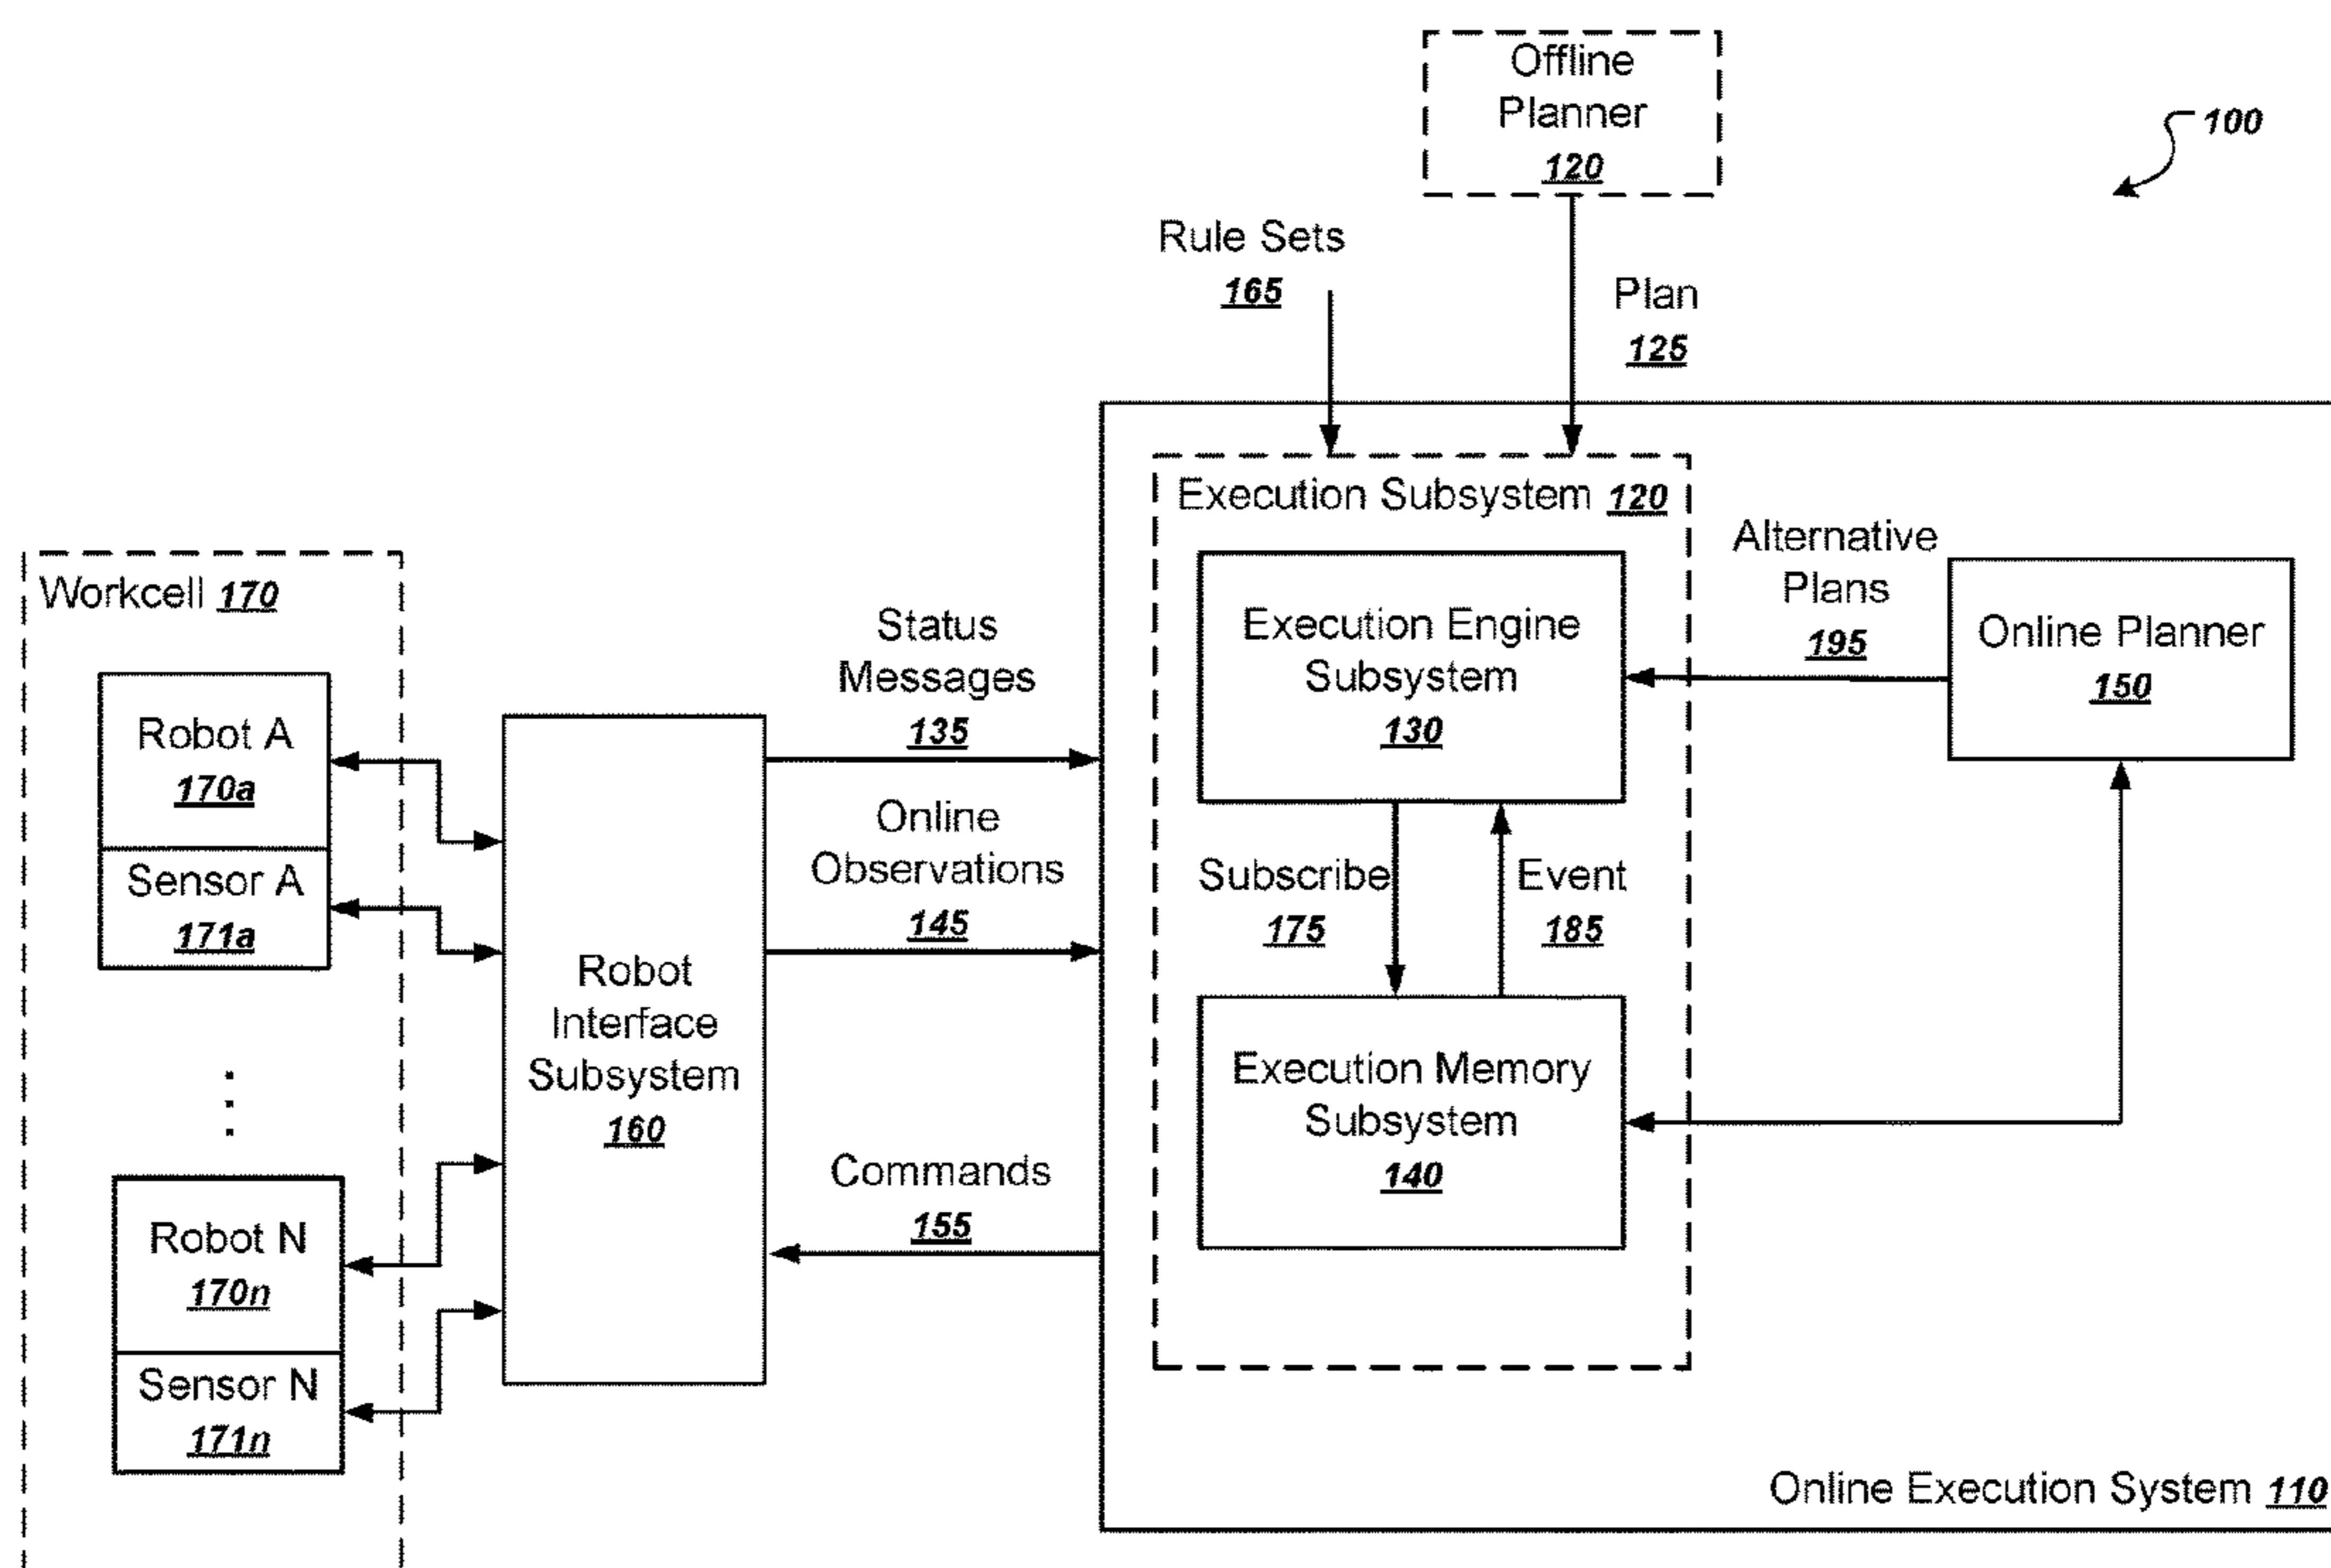 Offline
Planner
120
100
Rule Sets
165
Plan
125
Execution Subsystem 120
Alternative
Plans
195
Online Planner
150
Execution Engine
Subsystem
130
Subscribe
175
Event
185
Execution Memory
Subsystem
140
Online Execution System 110
Status
Messages
135
Online
Observations
145
Commands
155
Robot
Interface
Subsystem
160
Workcell 170
Robot A
170a
Sensor A
171a
Robot N
170n
Sensor N
171n